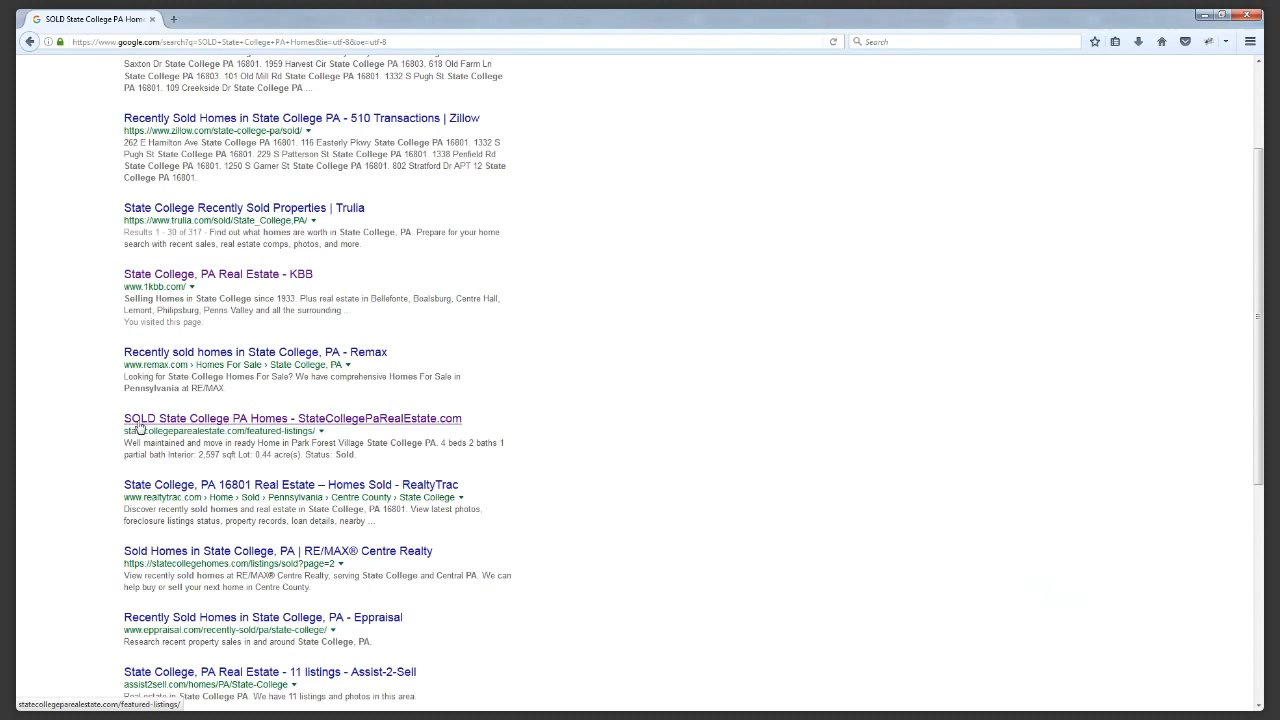 SOLD State College PA Hom
https://www.google.com/search?q=SOLD+State+College+PA+Homes&ie=utf-8&oe=utf-8
Search
Saxton Dr State College PA 16803. 1959 Harvest Cir State College PA 16801. 618 Old Farm Ln
State College PA 16803. 101 Old Mill Rd State College PA 16801. 1332 S Pugh St State College
PA 16801. 109 Creekside Dr State College PA ...
Recently Sold Homes in State College PA - 510 Transactions | Zillow
https://www.zillow.com/state-college-pa/sold/
262 E Hamilton Ave State College PA 16801. 116 Easterly Pkwy State College PA 16801. 1332 S
Pugh St State College PA 16801. 229 S Patterson St State College PA 16801. 1338 Penfield Rd
State College PA 16801. 1250 S Garner St State College PA 16801. 802 Stratford Dr APT 12 State
College PA 16801.
State College Recently Sold Properties | Trulia
https://www.trulia.com/sold/State_College,PA/
Results 1 - 30 of 317 - Find out what homes are worth in State College, PA. Prepare for your home
search with recent sales, real estate comps, photos, and more.
State College, PA Real Estate - KBB
www.1kbb.com/
Selling Homes in State College since 1933. Plus real estate in Bellefonte, Boalsburg, Centre Hall,
Lemont, Philipsburg, Penns Valley and all the surrounding ...
You visited this page.
Recently sold homes in State College, PA - Remax
www.remax.com › Homes For Sale › State College, PA
Looking for State College Homes For Sale? We have comprehensive Homes For Sale in
Pennsylvania at RE/MAX.
SOLD State College PA Homes - StateCollegePaRealEstate.com
statecollegeparealestate.com/featured-listings/
Well maintained and move in ready Home in Park Forest Village State College PA. 4 beds 2 baths 1
partial bath Interior: 2,597 sqft Lot: 0.44 acre(s). Status: Sold.
State College, PA 16801 Real Estate – Homes Sold - RealtyTrac
www.realtytrac.com › Home › Sold › Pennsylvania › Centre County › State College
Discover recently sold homes and real estate in State College, PA 16801. View latest photos,
foreclosure listings status, property records, loan details, nearby ...
Sold Homes in State College, PA | RE/MAX® Centre Realty
https://statecollegehomes.com/listings/sold?page=2
View recently sold homes at RE/MAX® Centre Realty, serving State College and Central PA. We can
help buy or sell your next home in Centre County.
Recently Sold Homes in State College, PA - Eppraisal
www.eppraisal.com/recently-sold/pa/state-college/
Research recent property sales in and around State College, PA.
State College, PA Real Estate - 11 listings - Assist-2-Sell
assist2sell.com/homes/PA/State-College
Real estate in State College PA. We have 11 listings and photos in this area.
statecollegeparealestate.com/featured-listings/